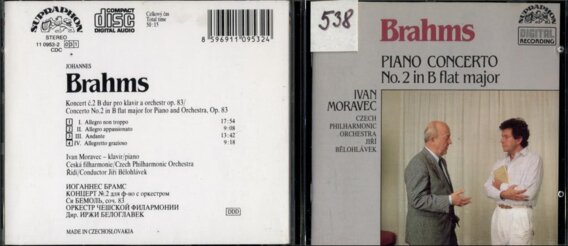 SUPRAPHON
STEREO
11 0953-2 011
CDC
COMPACT
disc
DIGITAL AUDIO
Celkový čas
Total time
50:15
8 596911 095324
JOHANNES
Brahms
Koncert č.2 B dur pro klavír a orchestr op. 83/
Concerto No.2 in B flat major for Piano and Orchestra, Op. 83
1 I. Allegro non troppo 17:54
2 II. Allegro appassionato 9:08
3 III. Andante 13:42
4 IV. Allegretto grazioso 9:18
Ivan Moravec – klavír/piano
Česká filharmonie/Czech Philharmonic Orchestra
Řídí/Conductor Jiří Bělohlávek
ИОГАННЕС БРАМС
КОНЦЕРТ № 2 для ф-но с оркестром
Си БЕМОЛЬ, соч. 83
ОРКЕСТР ЧЕШСКОЙ ФИЛАРМОНИИ
Дир. ИРЖИ БЕЛОГЛАВЕК
DDD
MADE IN CZECHOSLOVAKIA
538
Brahms
SUPRAPHON
DIGITAL
RECORDING
PIANO CONCERTO
No.2 in B flat major
IVAN
MORAVEC
CZECH
PHILHARMONIC
ORCHESTRA
JIŘÍ
BĚLOHLÁVEK